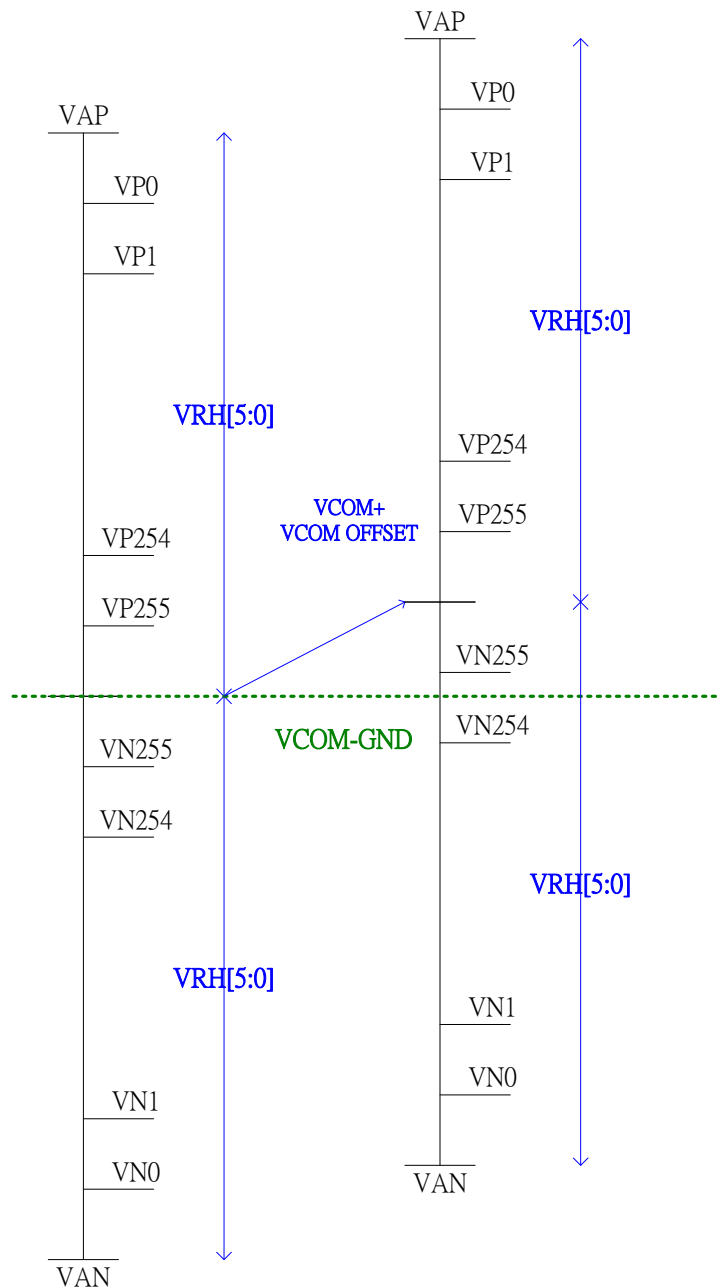 VAP
VP0
VP1
VRH[5:0]
VP254
VP255
VN255
VN254
VRH[5:0]
VN1
VN0
VAN
VCOM+
VCOM OFFSET
VCOM-GND
VAP
VP0
VP1
VRH[5:0]
VP254
VP255
VN255
VN254
VRH[5:0]
VN1
VN0
VAN